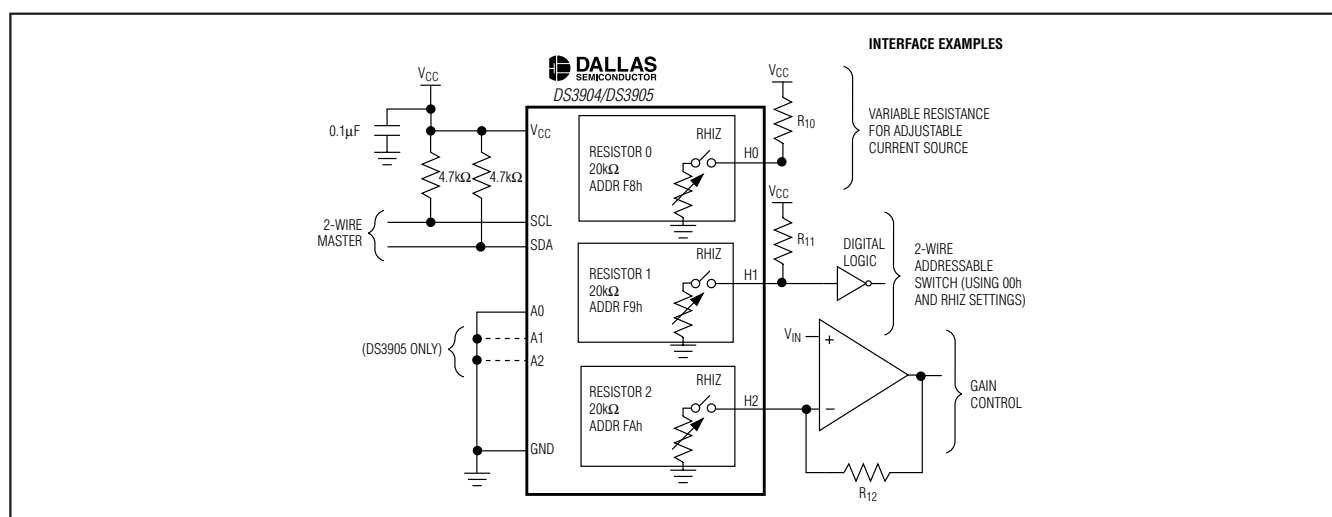 INTERFACE EXAMPLES
DALLAS
SEMICONDUCTOR
DS3904/DS3905
VCC
0.1µF
4.7kΩ
4.7kΩ
2-WIRE
MASTER
(DS3905 ONLY)
VCC
SCL
SDA
A0
A1
A2
GND
RESISTOR 0
20kΩ
ADDR F8h
RHIZ
H0
RESISTOR 1
20kΩ
ADDR F9h
RHIZ
H1
RESISTOR 2
20kΩ
ADDR FAh
RHIZ
H2
VCC
R10
VARIABLE RESISTANCE
FOR ADJUSTABLE
CURRENT SOURCE
VCC
R11
DIGITAL
LOGIC
2-WIRE
ADDRESSABLE
SWITCH (USING 00h
AND RHIZ SETTINGS)
VIN
+
−
R12
GAIN
CONTROL